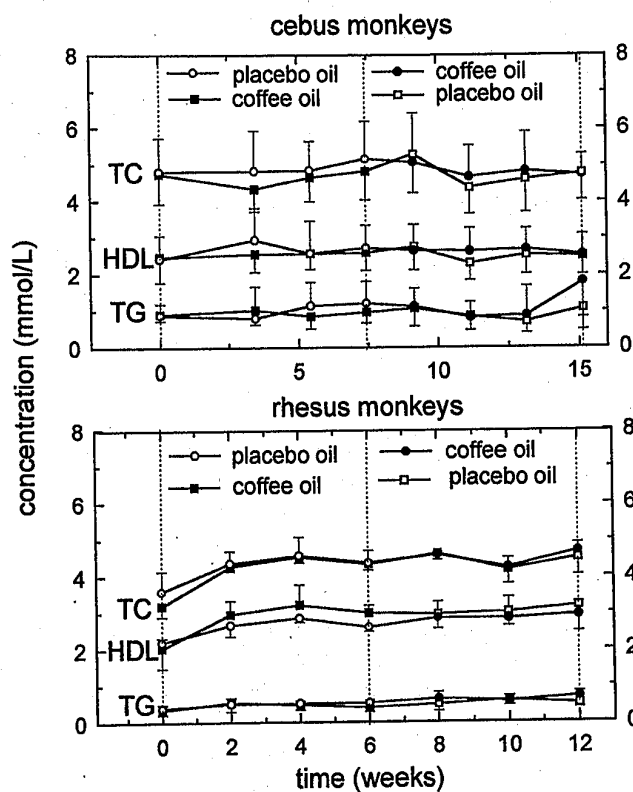 cebus monkeys
8 8
placebo oil coffee oil
coffee oil placebo oil
6 6
TC
4 4
HDL
2 2
TG
0 0
0 5 10 15
concentration (mmol/L)
rhesus monkeys
8 8
placebo oil coffee oil
coffee oil placebo oil
6 6
4 4
TC
HDL
2 2
TG
0 0
0 2 4 6 8 10 12
time (weeks)